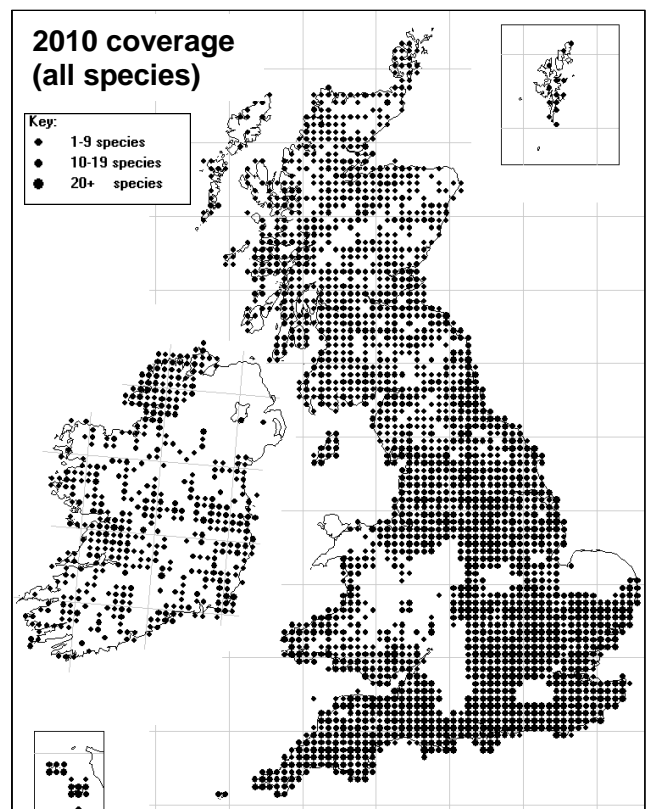 2010 coverage
(all species)
Key:
1-9 species
10-19 species
20+ species